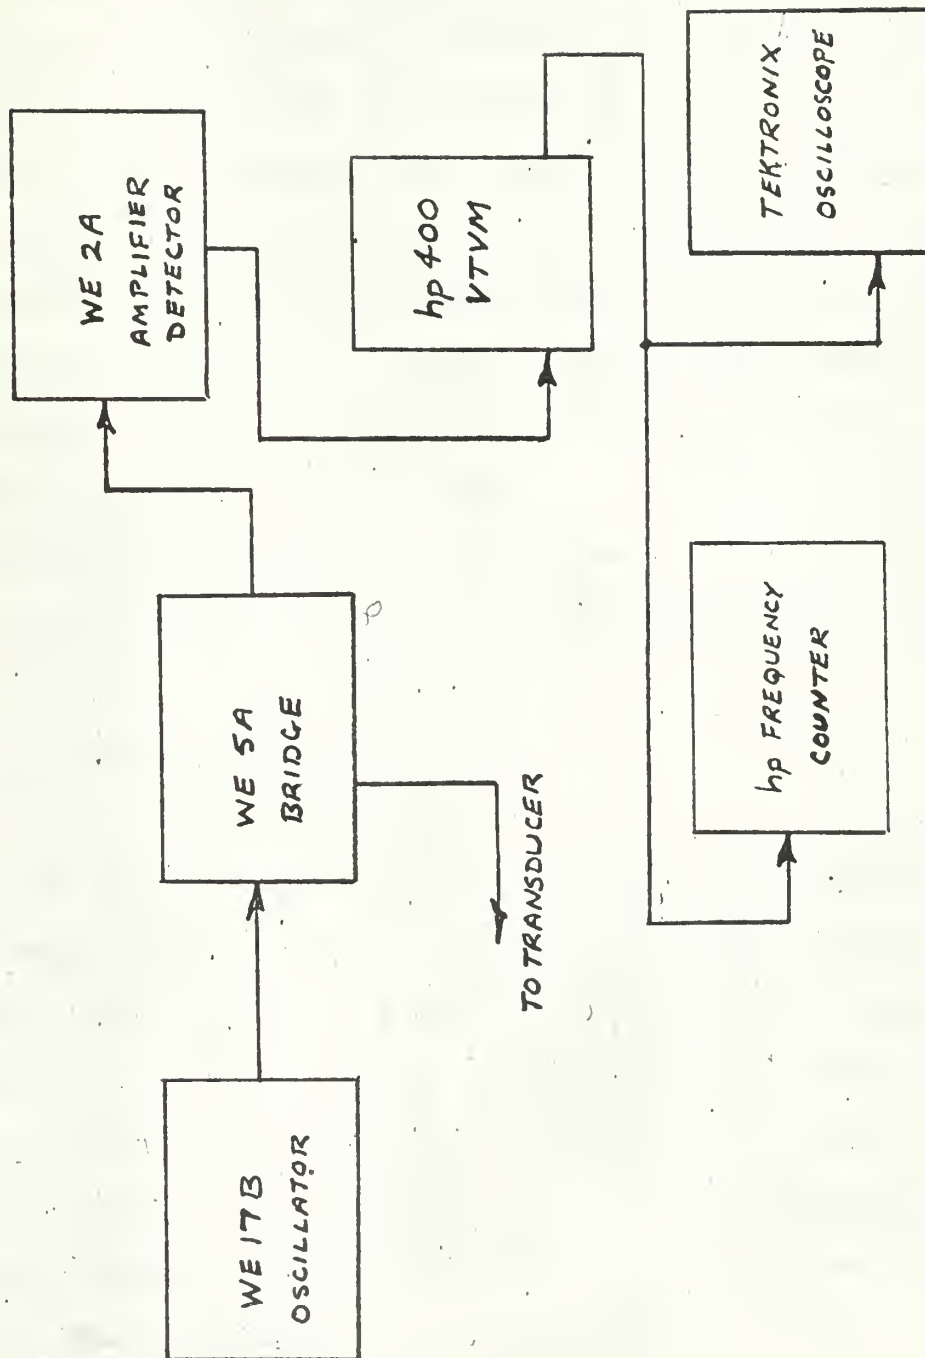 WE 17B
OSCILLATOR
WE 5A
BRIDGE
TO TRANSDUCER
WE 2A
AMPLIFIER
DETECTOR
hp 400
VTVM
hp FREQUENCY
COUNTER
TEKTRONIX
OSCILLOSCOPE